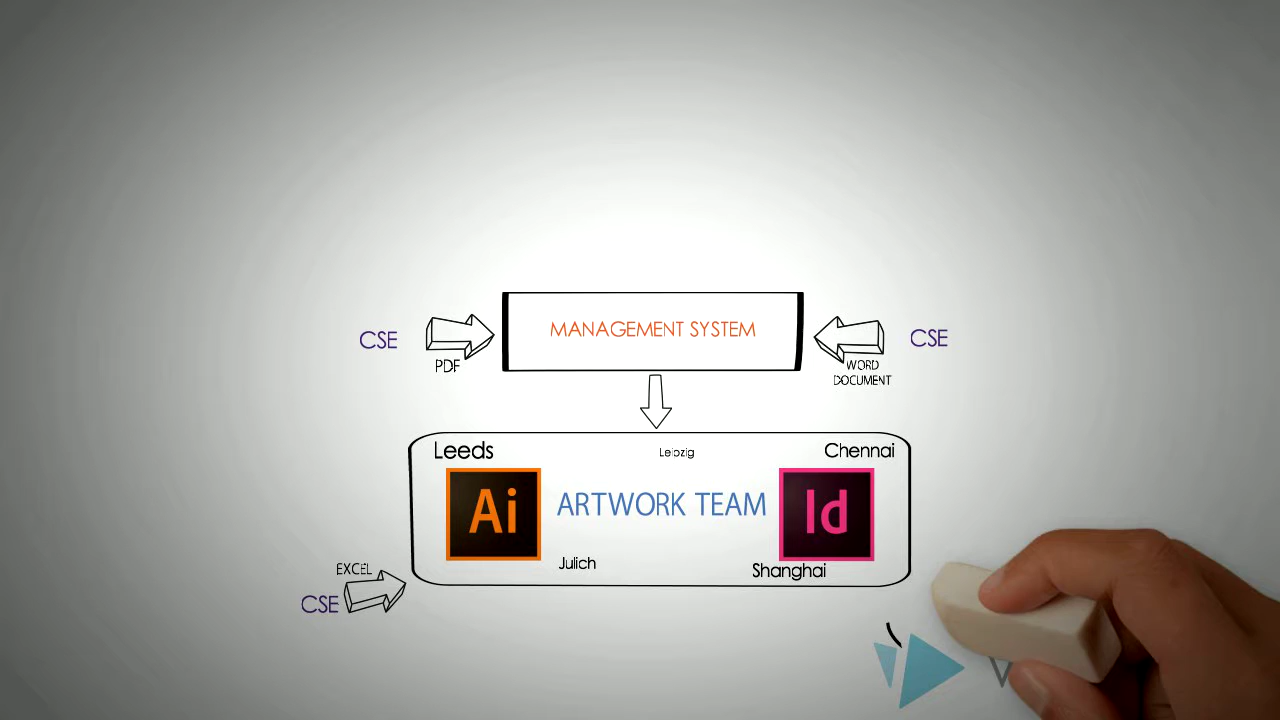 MANAGEMENT SYSTEM
CSE
CSE
PDF
WORD
DOCUMENT
Leeds
Leipzig
Chennai
Ai
ARTWORK TEAM
Id
Julich
Shanghai
EXCEL
CSE